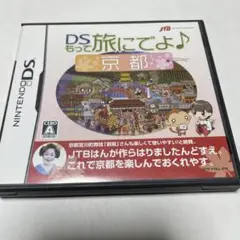 JTB
DS
もって旅にでよ♪
京都
NINTENDO DS
CERO
A
JTBはんが作らはりましたんどすえ。
これで京都を楽しんでおくれやす。